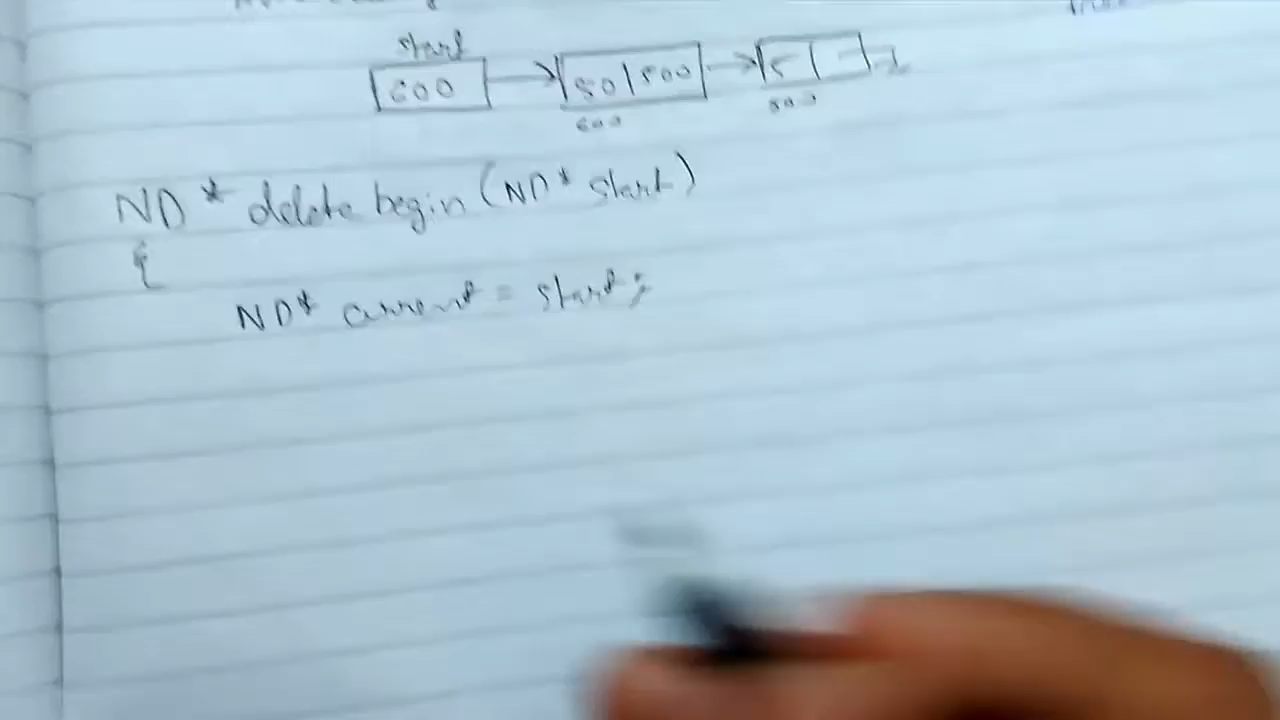 start
600 50 500 5
600 500
ND * delete begin (ND* start)
{
ND* current = start;